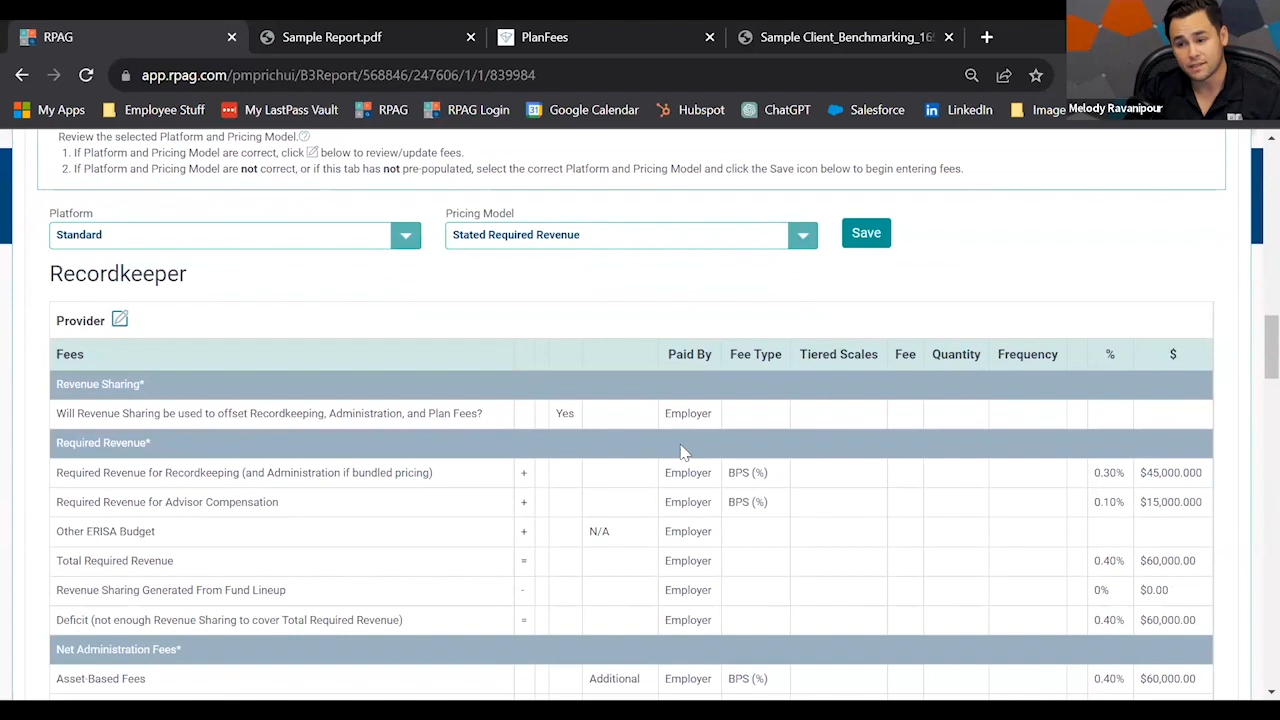 RPAG
Sample Report.pdf
PlanFees
Sample Client_Benchmarking_16
app.rpag.com/pmprichui/B3Report/568846/247606/1/1/839984
My Apps Employee Stuff My LastPass Vault RPAG RPAG Login Google Calendar Hubspot ChatGPT Salesforce LinkedIn Image
Melody Ravanipour
Review the selected Platform and Pricing Model.
1. If Platform and Pricing Model are correct, click below to review/update fees.
2. If Platform and Pricing Model are not correct, or if this tab has not pre-populated, select the correct Platform and Pricing Model and click the Save icon below to begin entering fees.
Platform Pricing Model
Standard Stated Required Revenue Save
Recordkeeper
Provider
Fees Paid By Fee Type Tiered Scales Fee Quantity Frequency % $
Revenue Sharing*
Will Revenue Sharing be used to offset Recordkeeping, Administration, and Plan Fees? Yes Employer
Required Revenue*
Required Revenue for Recordkeeping (and Administration if bundled pricing) + Employer BPS (%) 0.30% $45,000.000
Required Revenue for Advisor Compensation + Employer BPS (%) 0.10% $15,000.000
Other ERISA Budget + N/A Employer
Total Required Revenue = Employer 0.40% $60,000.00
Revenue Sharing Generated From Fund Lineup - Employer 0% $0.00
Deficit (not enough Revenue Sharing to cover Total Required Revenue) = Employer 0.40% $60,000.00
Net Administration Fees*
Asset-Based Fees Additional Employer BPS (%) 0.40% $60,000.00